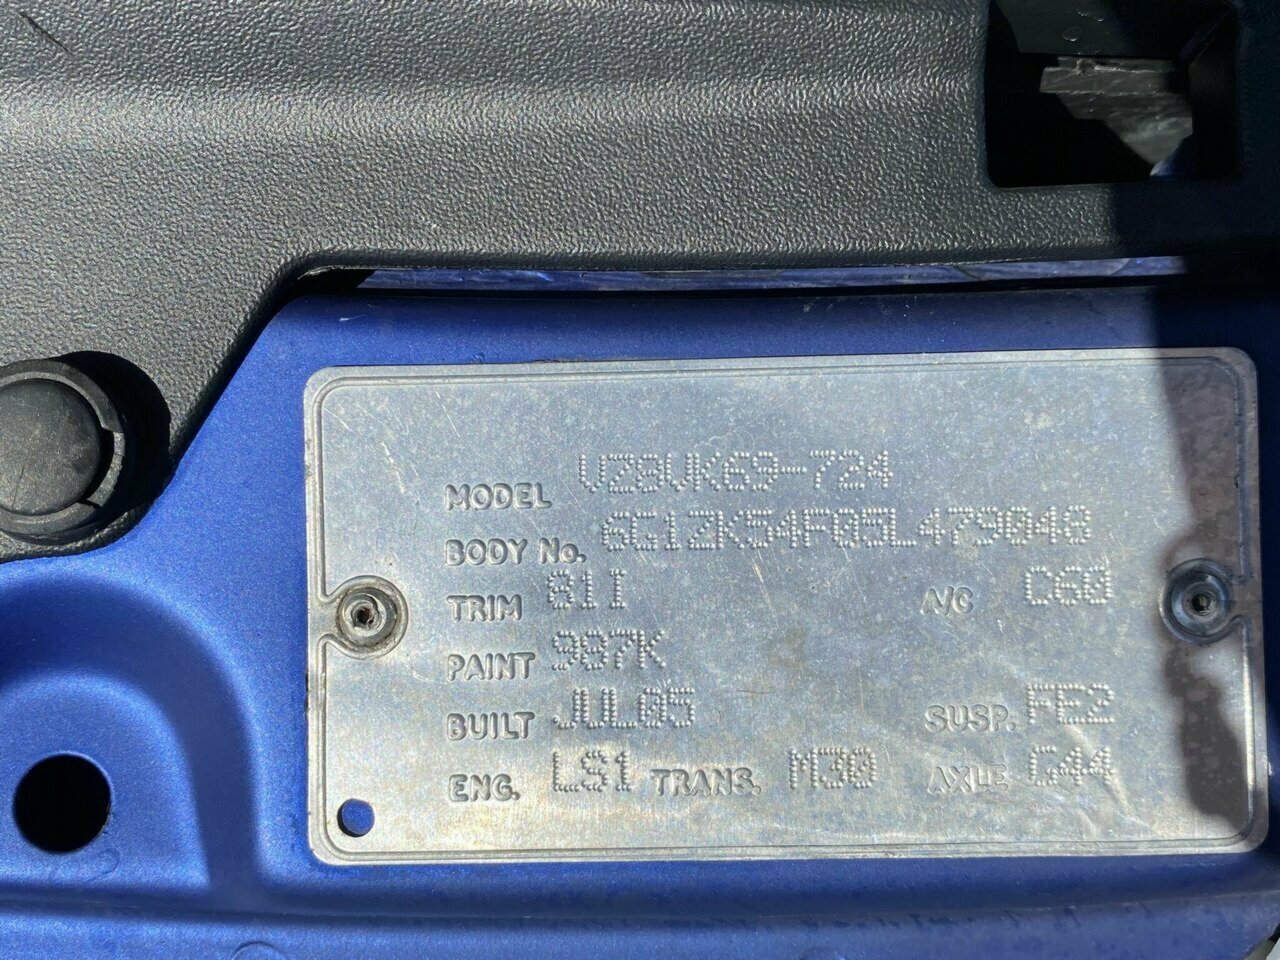 MODEL VZ8VK69-724
BODY No. 6G1ZK54F05L479048
TRIM 81I A/C C60
PAINT 987K
BUILT JUL05 SUSP. FE2
ENG. LS1 TRANS. M30 AXLE G44